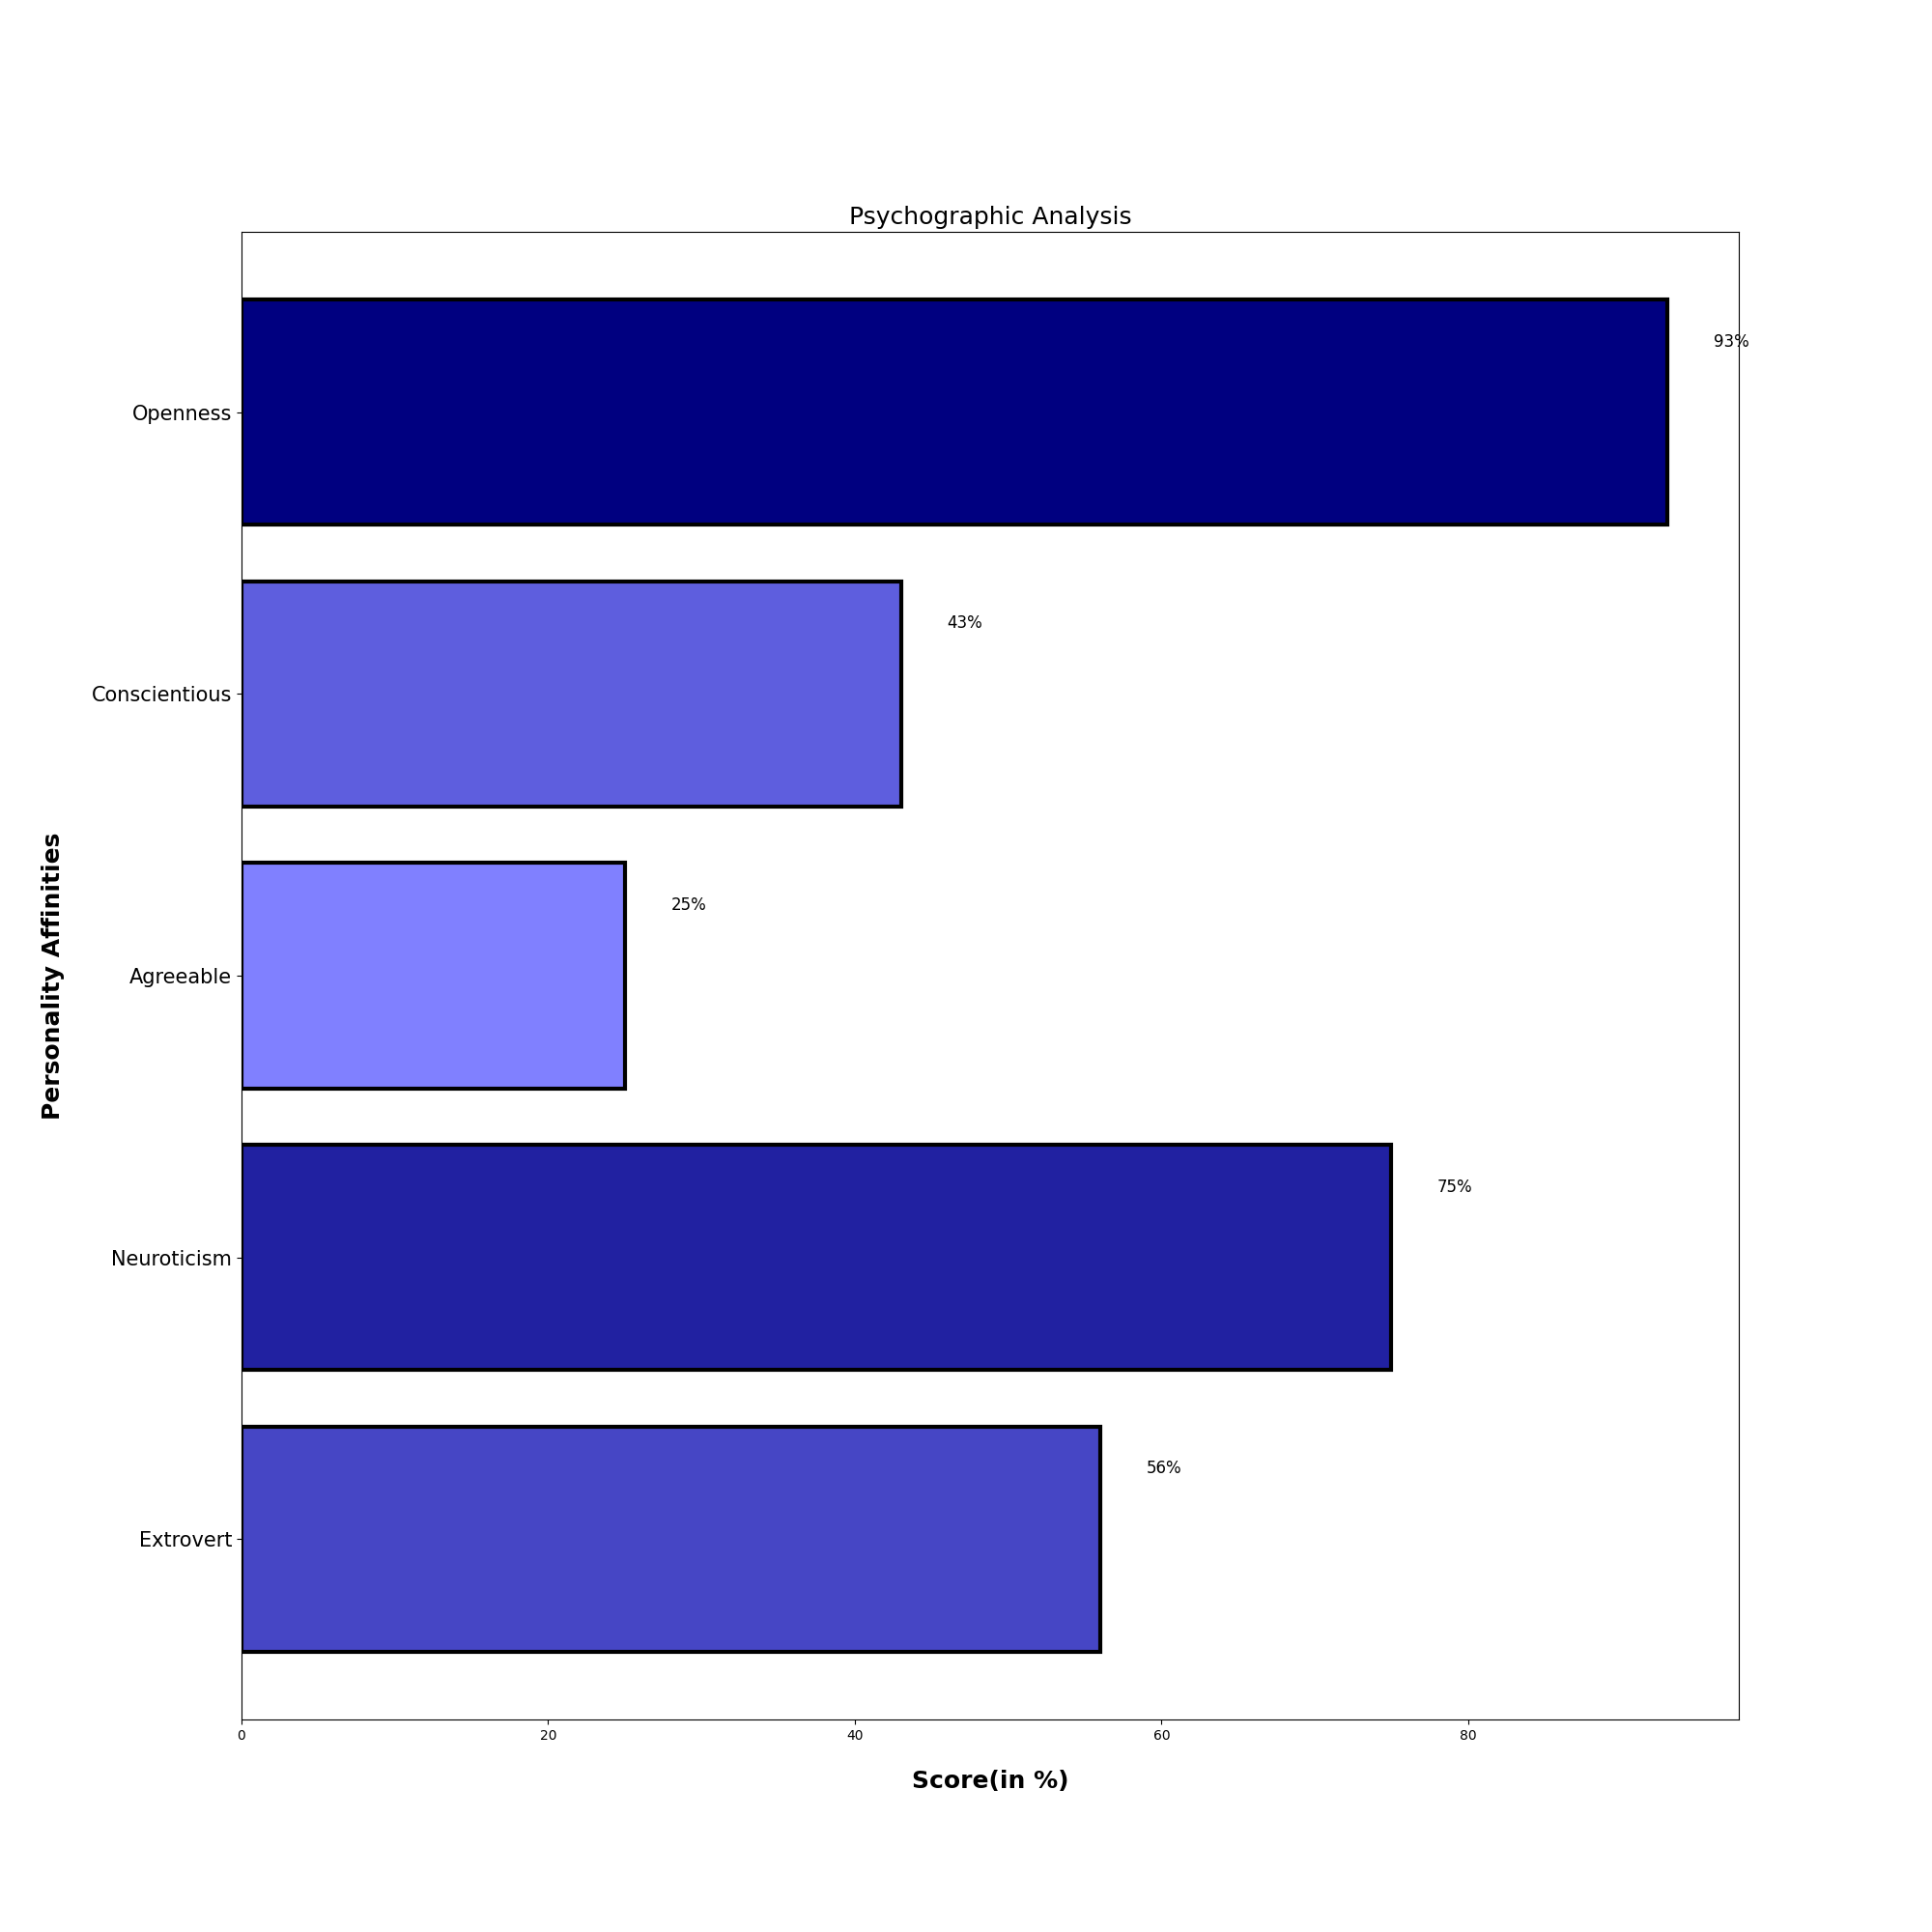 Psychographic Analysis
Openness
93%
Conscientious
43%
Agreeable
25%
Neuroticism
75%
Extrovert
56%
Personality Affinities
0 20 40 60 80
Score(in %)